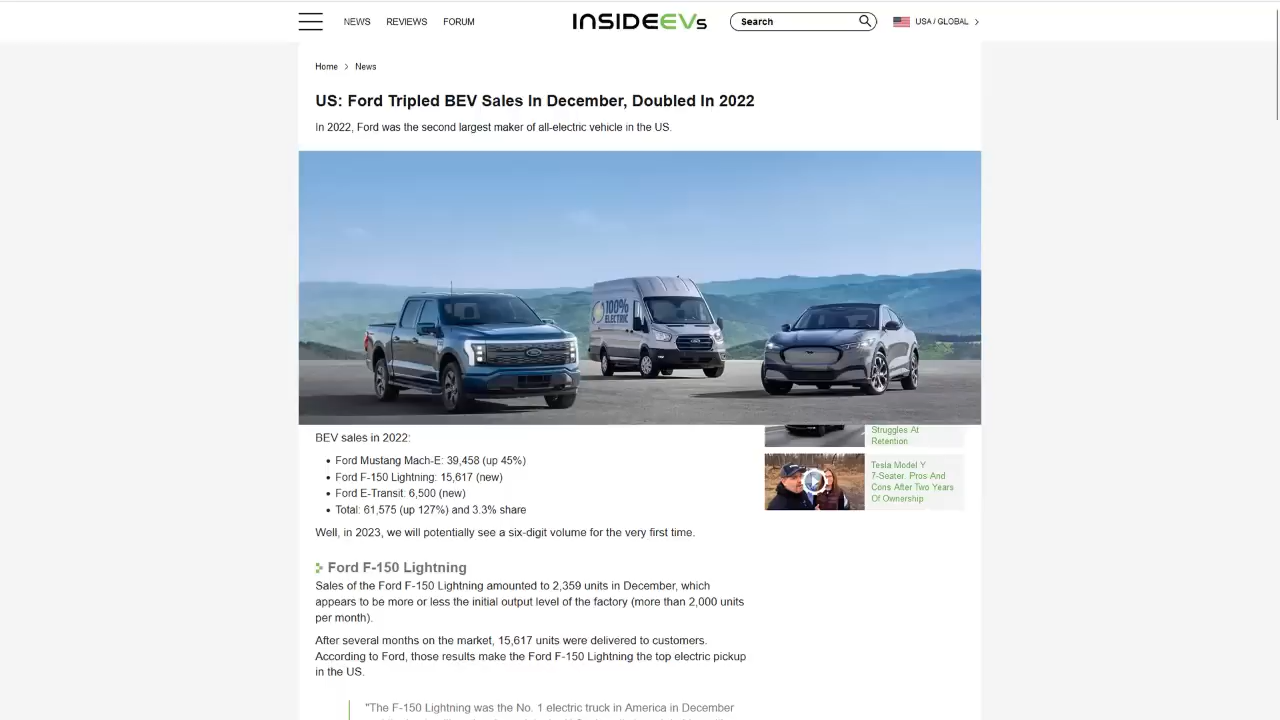 NEWS REVIEWS FORUM
INSIDEEVs
Search
USA / GLOBAL
Home > News
US: Ford Tripled BEV Sales In December, Doubled In 2022
In 2022, Ford was the second largest maker of all-electric vehicle in the US.
100%
ELECTRIC
BEV sales in 2022:
• Ford Mustang Mach-E: 39,458 (up 45%)
• Ford F-150 Lightning: 15,617 (new)
• Ford E-Transit: 6,500 (new)
• Total: 61,575 (up 127%) and 3.3% share
Well, in 2023, we will potentially see a six-digit volume for the very first time.
Ford F-150 Lightning
Sales of the Ford F-150 Lightning amounted to 2,359 units in December, which
appears to be more or less the initial output level of the factory (more than 2,000 units
per month).
After several months on the market, 15,617 units were delivered to customers.
According to Ford, those results make the Ford F-150 Lightning the top electric pickup
in the US.
"The F-150 Lightning was the No. 1 electric truck in America in December
Struggles At
Retention
Tesla Model Y
7-Seater: Pros And
Cons After Two Years
Of Ownership